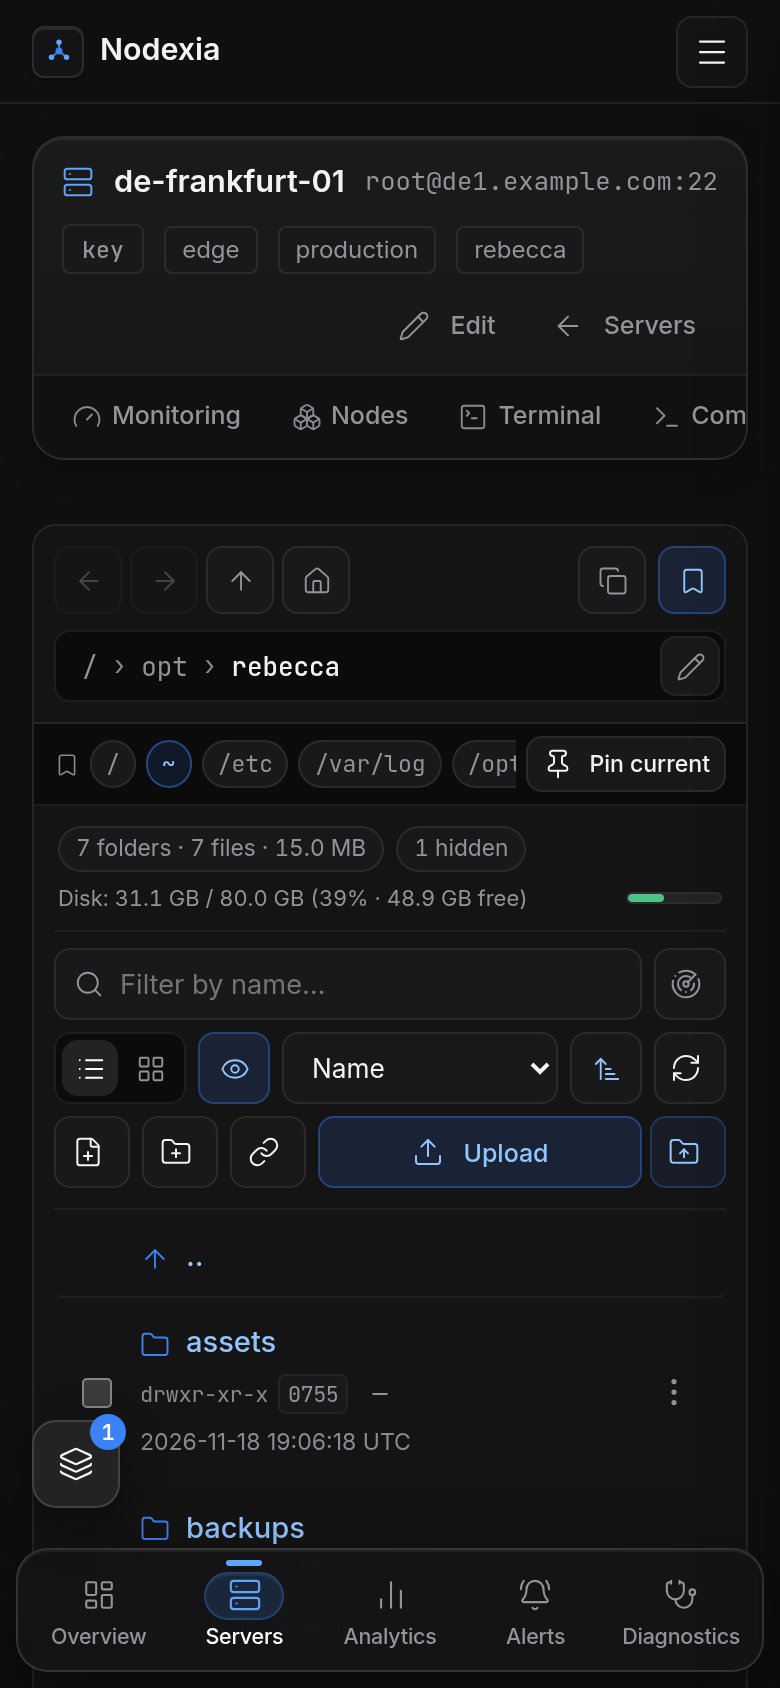 Nodexia
de-frankfurt-01 root@de1.example.com:22
key edge production rebecca
Edit Servers
Monitoring Nodes Terminal Com
/ › opt › rebecca
/ ~ /etc /var/log /opt Pin current
7 folders · 7 files · 15.0 MB 1 hidden
Disk: 31.1 GB / 80.0 GB (39% · 48.9 GB free)
Filter by name...
Name
Upload
..
assets
drwxr-xr-x 0755 —
2026-11-18 19:06:18 UTC
1
backups
Overview Servers Analytics Alerts Diagnostics